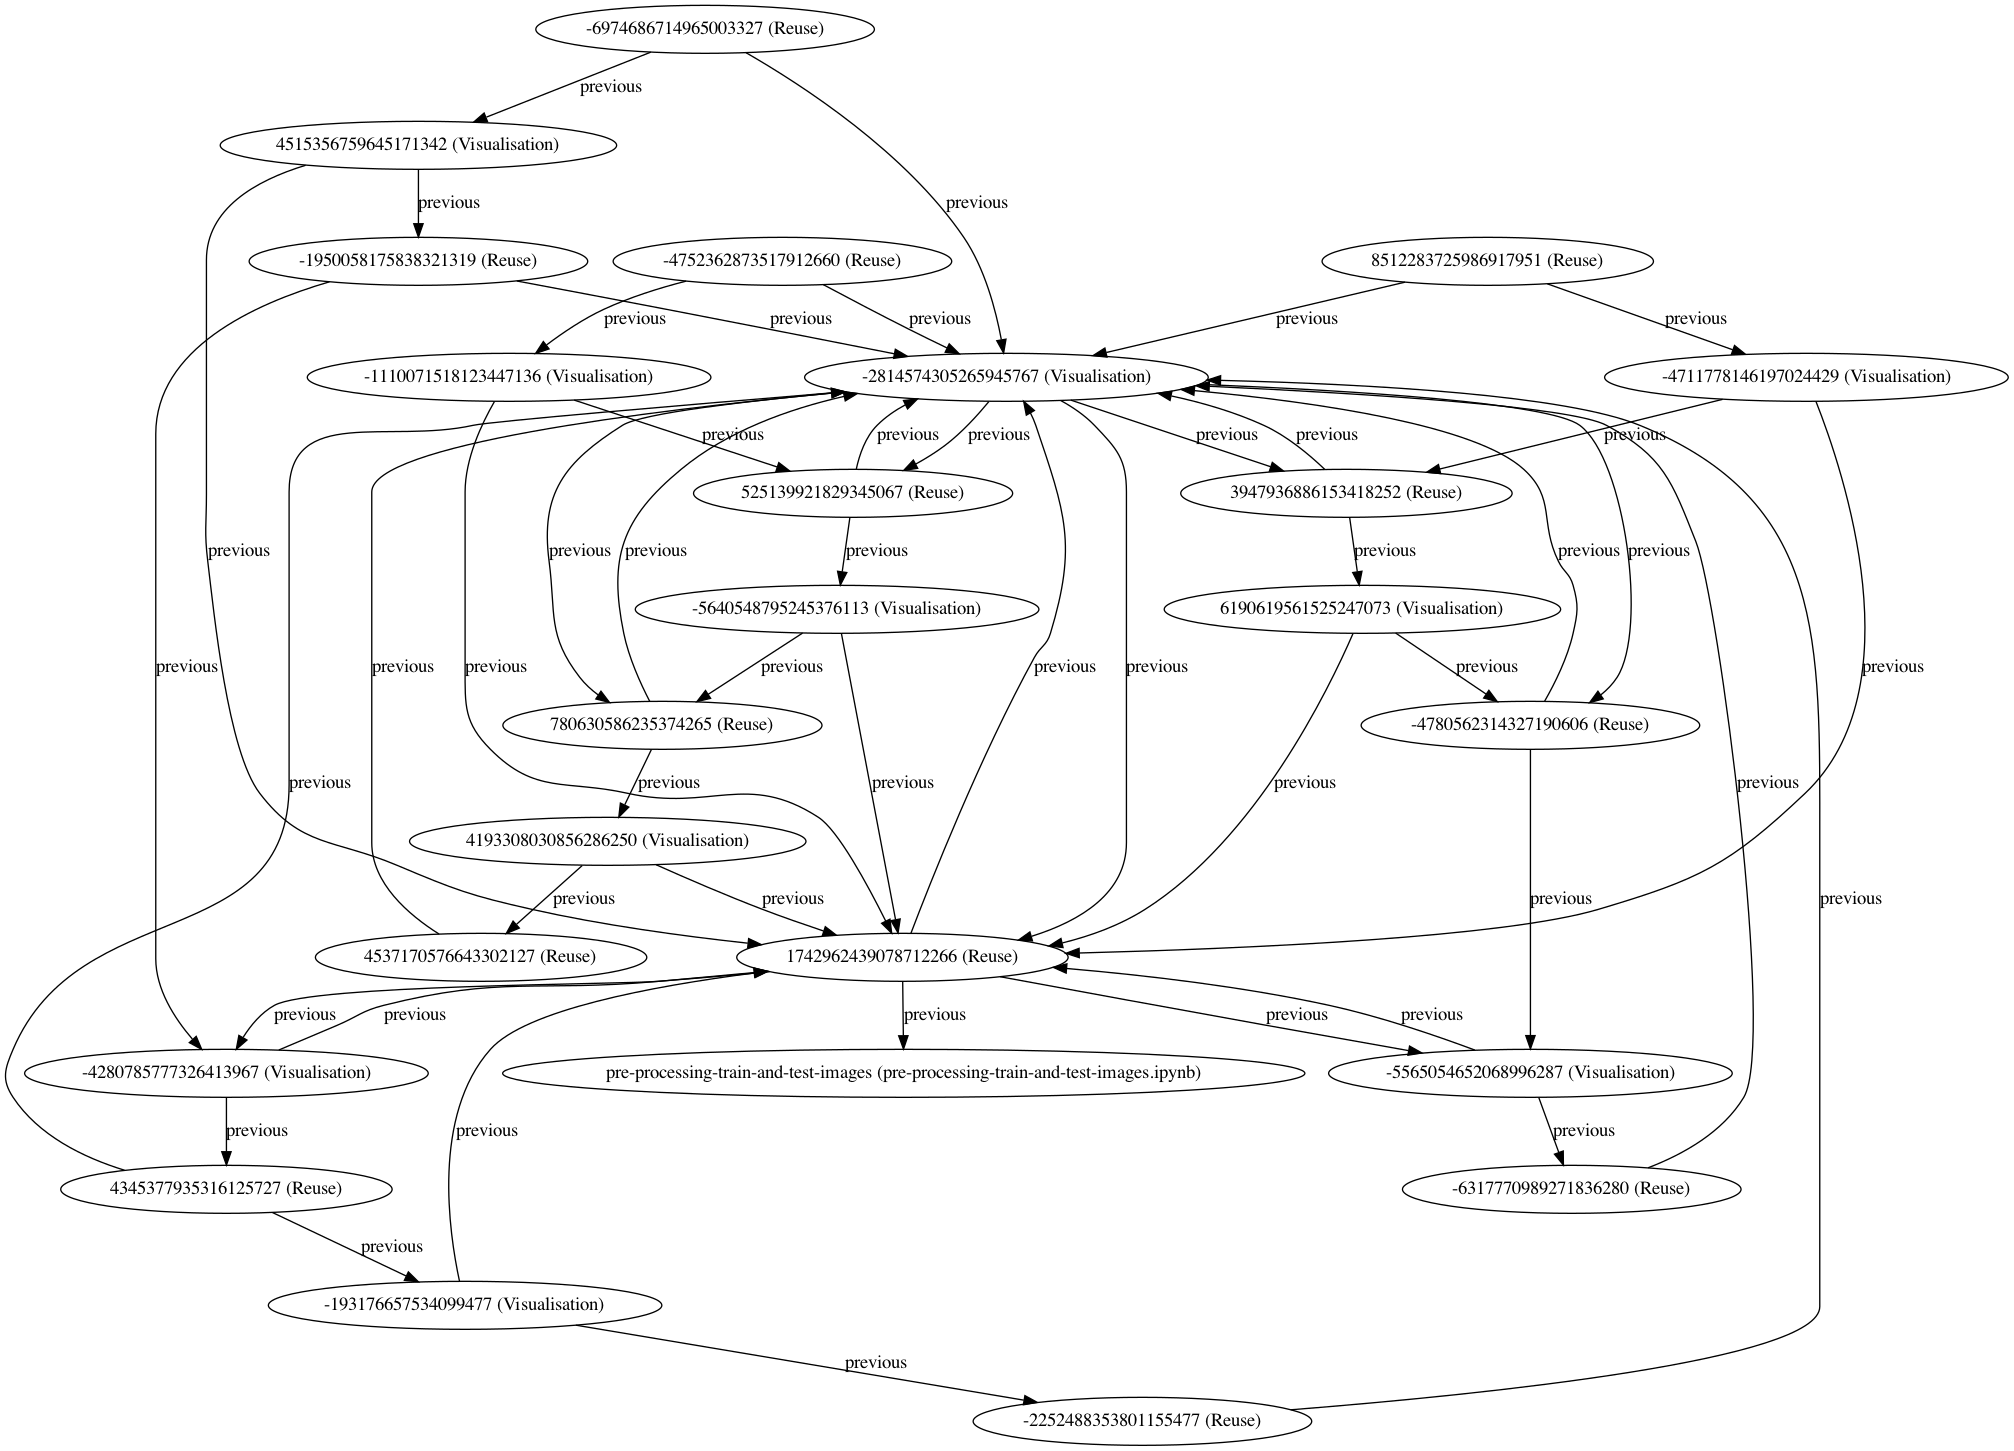 -6974686714965003327 (Reuse)
previous
4515356759645171342 (Visualisation)
previous
previous
-1950058175838321319 (Reuse)
-4752362873517912660 (Reuse)
8512283725986917951 (Reuse)
previous
previous
previous
previous
previous
-1110071518123447136 (Visualisation)
-2814574305265945767 (Visualisation)
-4711778146197024429 (Visualisation)
previous
previous
previous
previous
previous
previous
525139921829345067 (Reuse)
3947936886153418252 (Reuse)
previous
previous
previous
previous
previous
previous
previous
-5640548795245376113 (Visualisation)
6190619561525247073 (Visualisation)
previous
previous
previous
previous
previous
previous
previous
previous
780630586235374265 (Reuse)
-4780562314327190606 (Reuse)
previous
previous
previous
previous
previous
4193308030856286250 (Visualisation)
previous
previous
previous
previous
4537170576643302127 (Reuse)
1742962439078712266 (Reuse)
previous
previous
previous
previous
previous
-4280785777326413967 (Visualisation)
pre-processing-train-and-test-images (pre-processing-train-and-test-images.ipynb)
-5565054652068996287 (Visualisation)
previous
previous
previous
4345377935316125727 (Reuse)
-6317770989271836280 (Reuse)
previous
-193176657534099477 (Visualisation)
previous
-2252488353801155477 (Reuse)